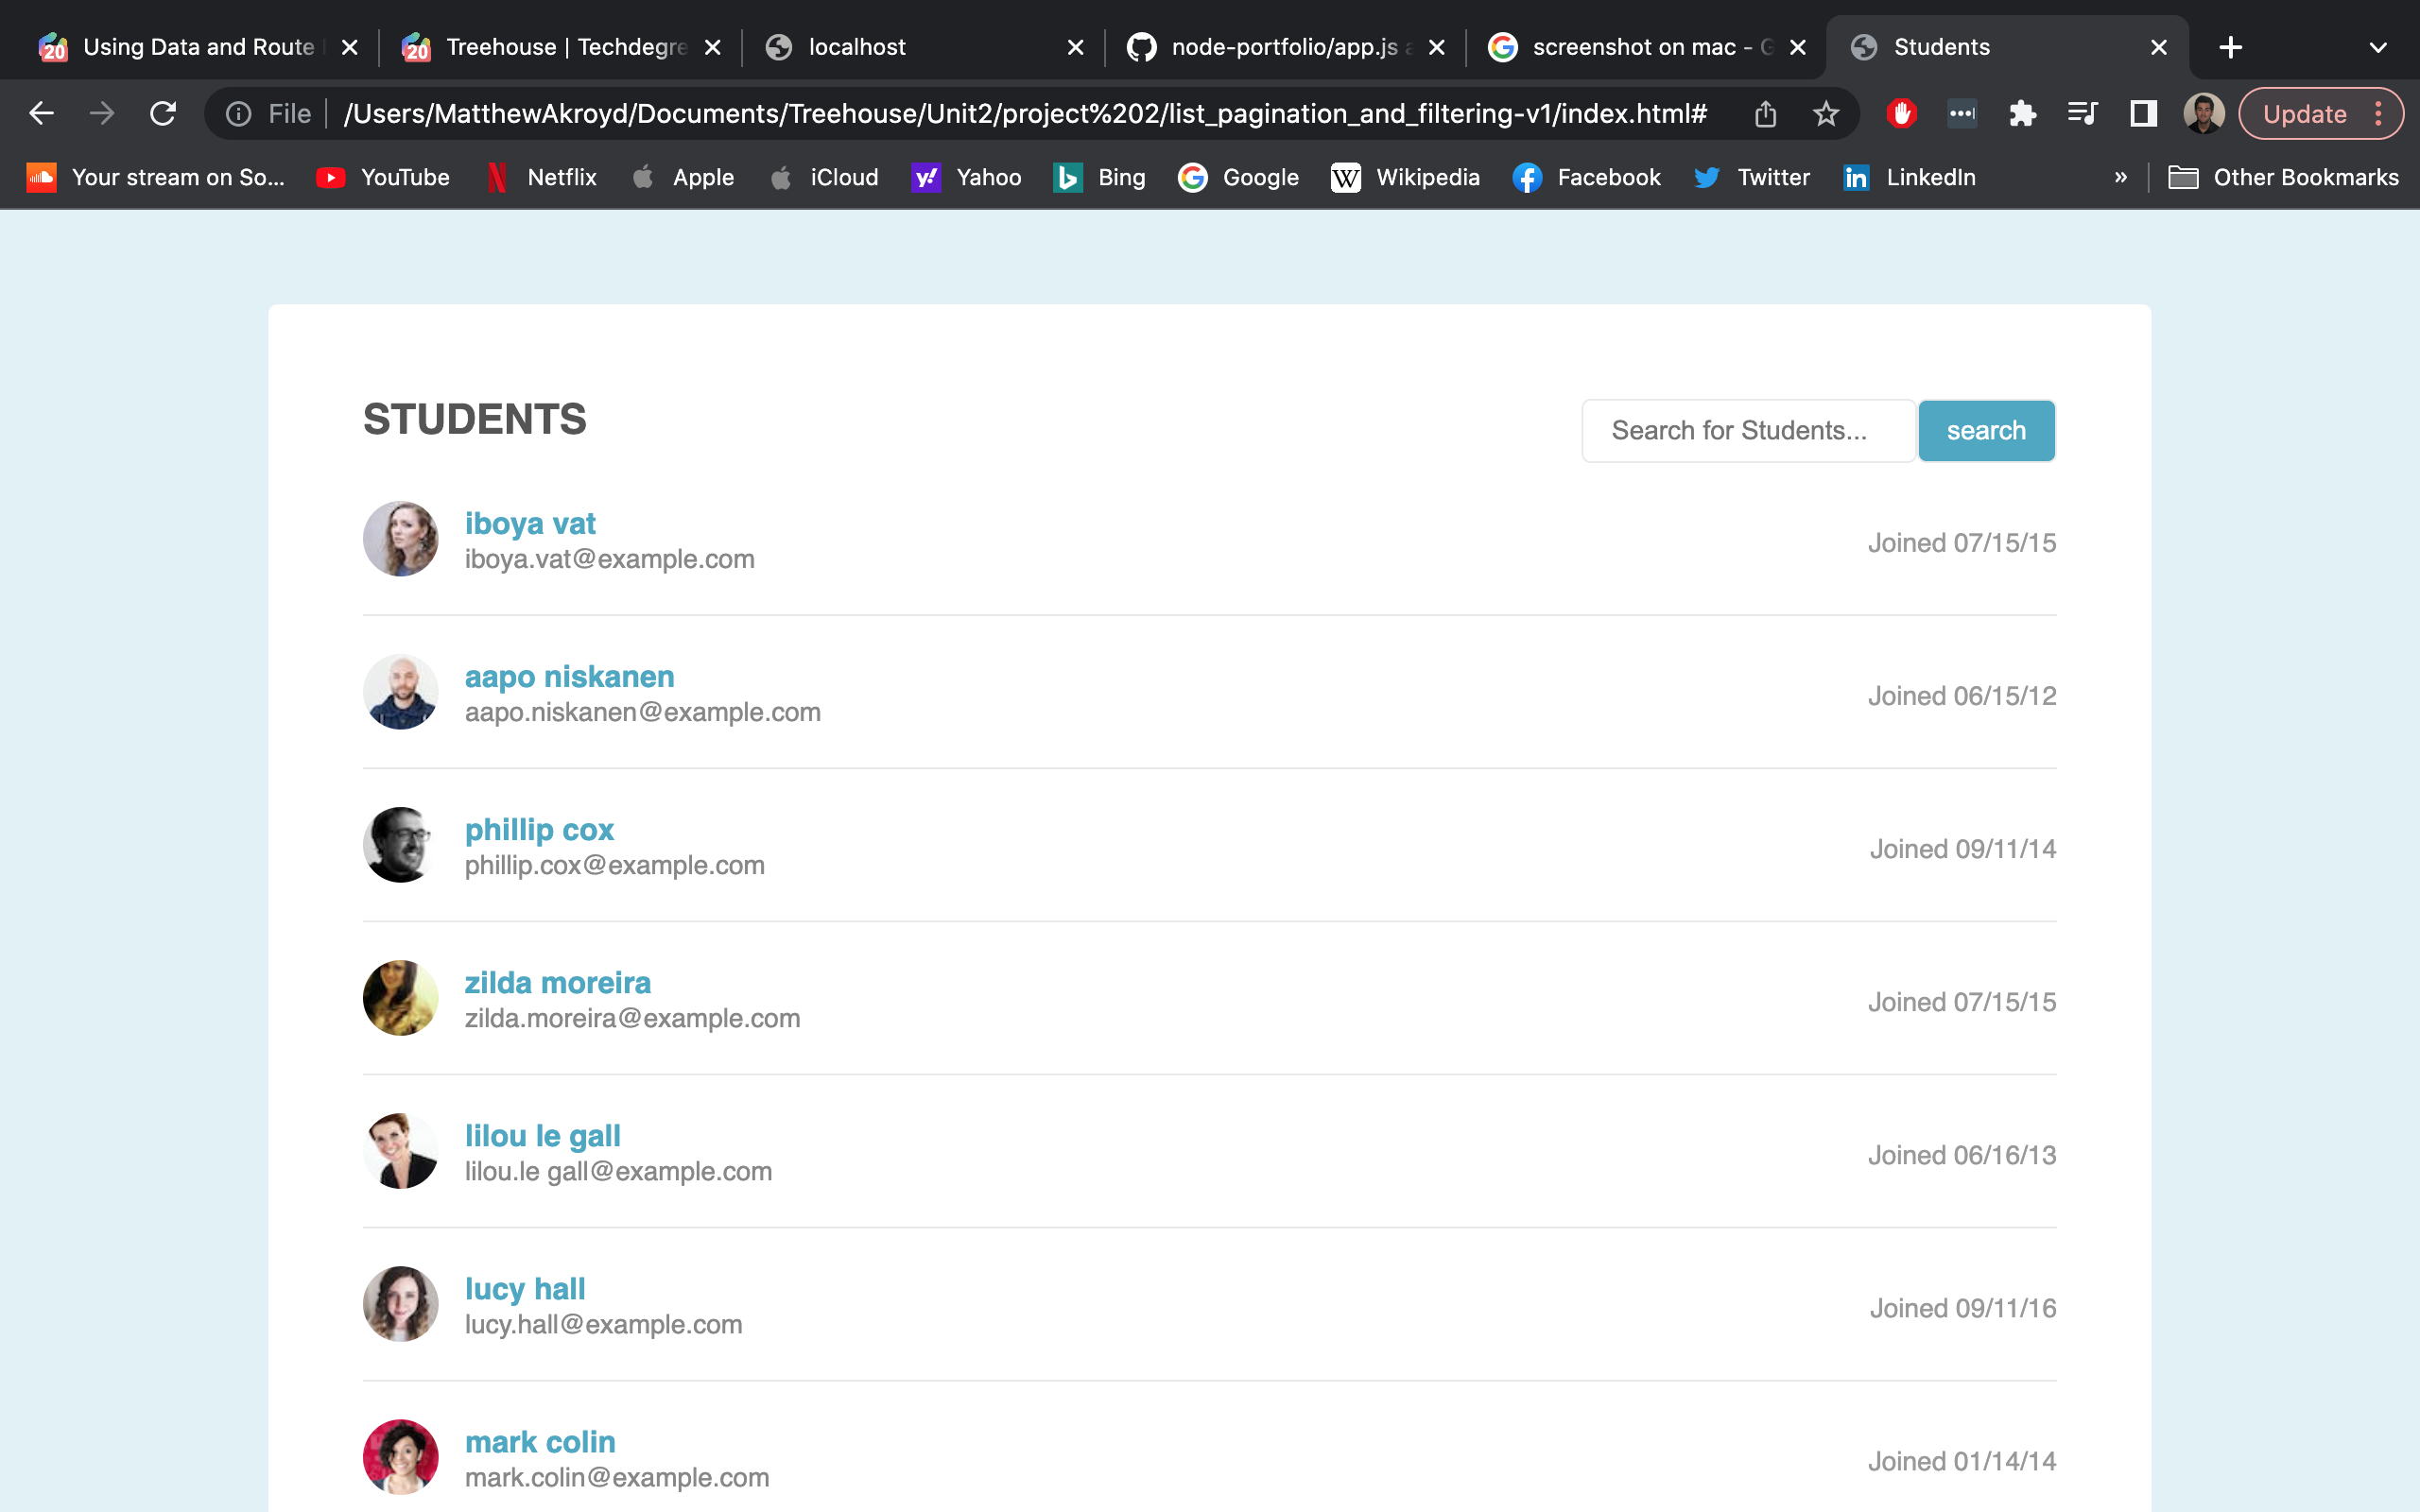 Using Data and Route
Treehouse | Techdegre
localhost
node-portfolio/app.js a
screenshot on mac - G
Students
File
/Users/MatthewAkroyd/Documents/Treehouse/Unit2/project%202/list_pagination_and_filtering-v1/index.html#
Update
Your stream on So...
YouTube
Netflix
Apple
iCloud
Yahoo
Bing
Google
Wikipedia
Facebook
Twitter
LinkedIn
»
Other Bookmarks
STUDENTS
Search for Students...
search
iboya vat
iboya.vat@example.com
Joined 07/15/15
aapo niskanen
aapo.niskanen@example.com
Joined 06/15/12
phillip cox
phillip.cox@example.com
Joined 09/11/14
zilda moreira
zilda.moreira@example.com
Joined 07/15/15
lilou le gall
lilou.le gall@example.com
Joined 06/16/13
lucy hall
lucy.hall@example.com
Joined 09/11/16
mark colin
mark.colin@example.com
Joined 01/14/14